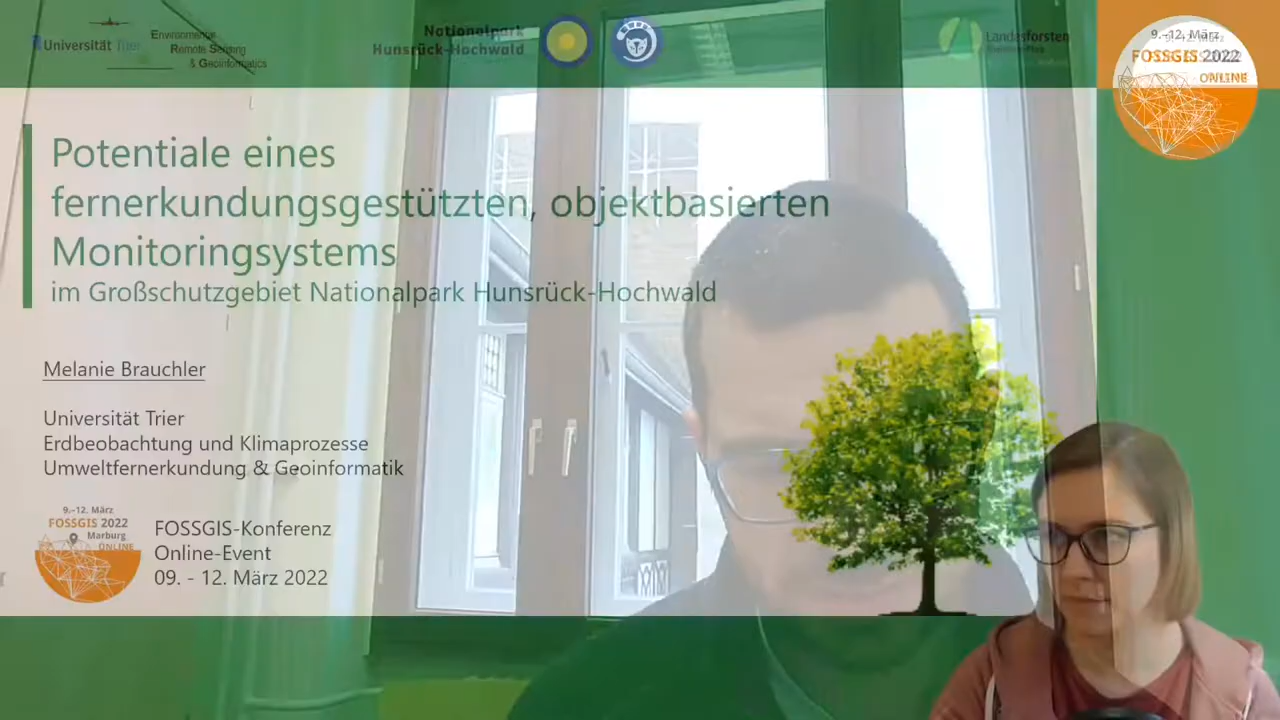 Universität Trier
Environmental
Remote Sensing
& Geoinformatics
Nationalpark
Hunsrück-Hochwald
Landesforsten
9.-12. März
FOSSGIS 2022
ONLINE
Potentiale eines
fernerkundungsgestützten, objektbasierten
Monitoringsystems
im Großschutzgebiet Nationalpark Hunsrück-Hochwald
Melanie Brauchler
Universität Trier
Erdbeobachtung und Klimaprozesse
Umweltfernerkundung & Geoinformatik
9.-12. März
FOSSGIS 2022
Marburg
ONLINE
FOSSGIS-Konferenz
Online-Event
09. - 12. März 2022